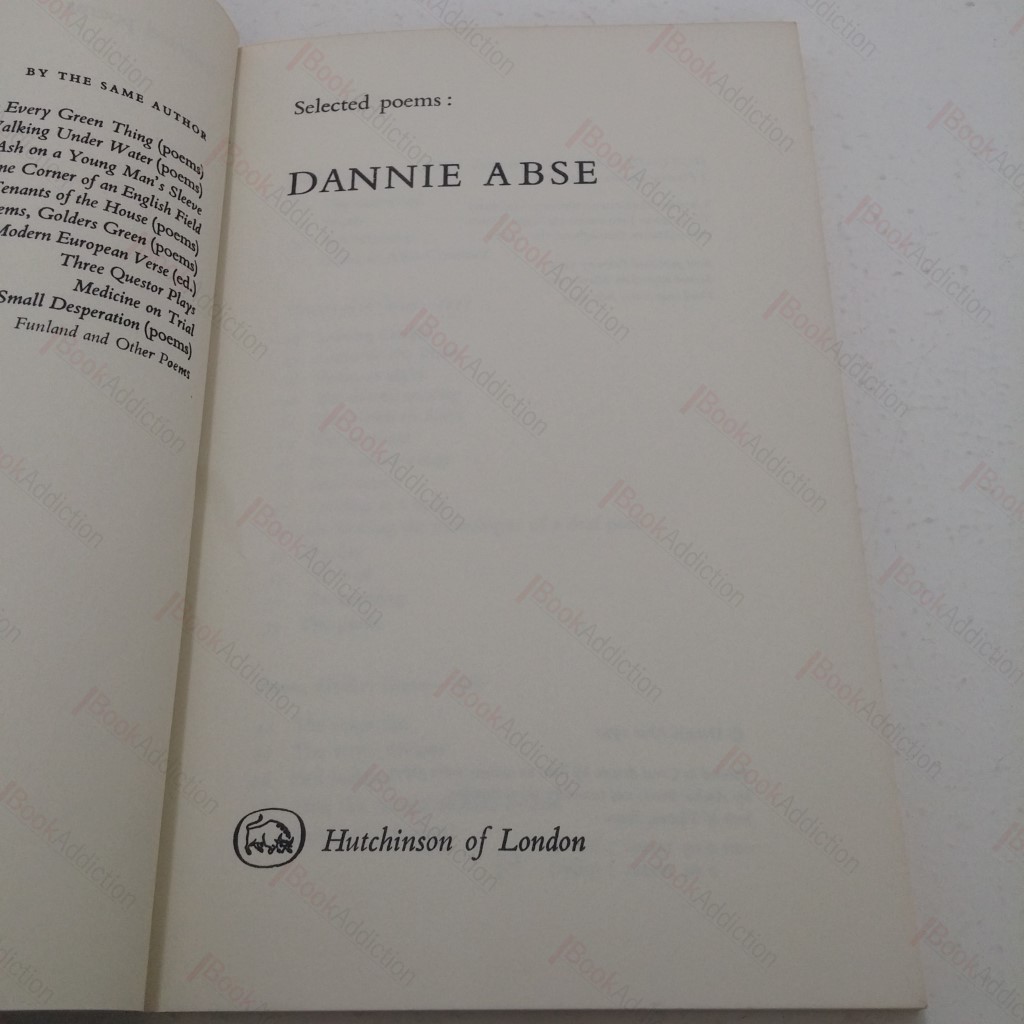 BY THE SAME AUTHOR
Every Green Thing (poems)
Walking Under Water (poems)
Ash on a Young Man's Sleeve
Corner of an English Field
Tenants of the House (poems)
Golders Green (poems)
Modern European Verse (ed.)
Three Questor Plays
Medicine on Trial
Small Desperation (poems)
Funland and Other Poems
Selected poems:
DANNIE ABSE
Hutchinson of London
BookAddiction